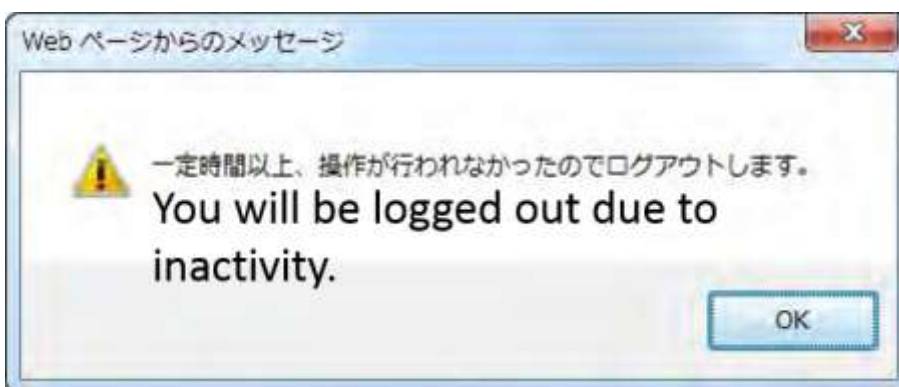 Web ページからのメッセージ
一定時間以上、操作が行われなかったのでログアウトします。
You will be logged out due to
inactivity.
OK